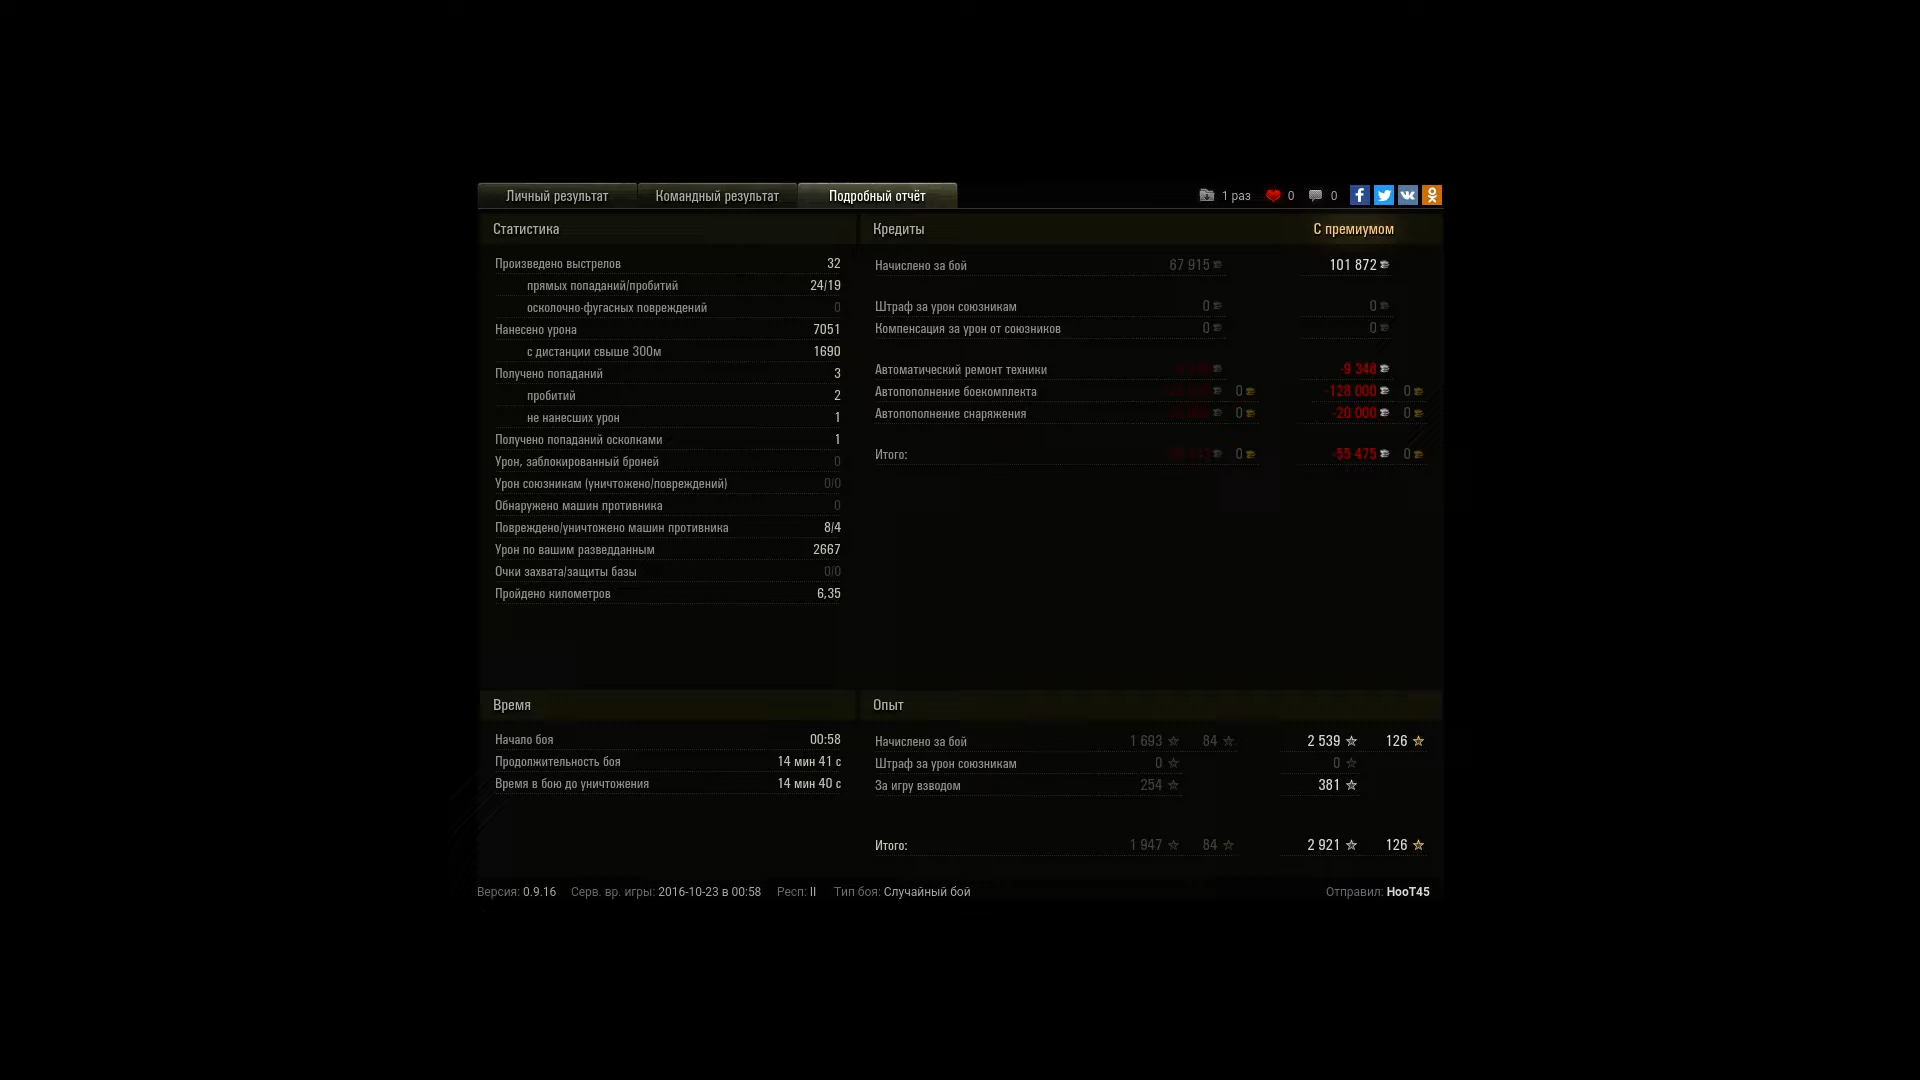 Личный результат Командный результат Подробный отчёт 1 раз 0 0
Статистика
Произведено выстрелов 32
прямых попаданий/пробитий 24/19
осколочно-фугасных повреждений 0
Нанесено урона 7051
с дистанции свыше 300м 1690
Получено попаданий 3
пробитий 2
не нанесших урон 1
Получено попаданий осколками 1
Урон, заблокированный броней 0
Урон союзникам (уничтожено/повреждений) 0/0
Обнаружено машин противника 0
Повреждено/уничтожено машин противника 8/4
Урон по вашим разведданным 2667
Очки захвата/защиты базы 0/0
Пройдено километров 6,35
Кредиты С премиумом
Начислено за бой 67 915 101 872
Штраф за урон союзникам 0 0
Компенсация за урон от союзников 0 0
Автоматический ремонт техники -9 348
Автопополнение боекомплекта 0 -128 000 0
Автопополнение снаряжения 0 -20 000 0
Итого: 0 -55 475 0
Время
Начало боя 00:58
Продолжительность боя 14 мин 41 с
Время в бою до уничтожения 14 мин 40 с
Опыт
Начислено за бой 1 693 84 2 539 126
Штраф за урон союзникам 0 0
За игру взводом 254 381
Итого: 1 947 84 2 921 126
Версия: 0.9.16 Серв. вр. игры: 2016-10-23 в 00:58 Респ: II Тип боя: Случайный бой Отправил: HooT45